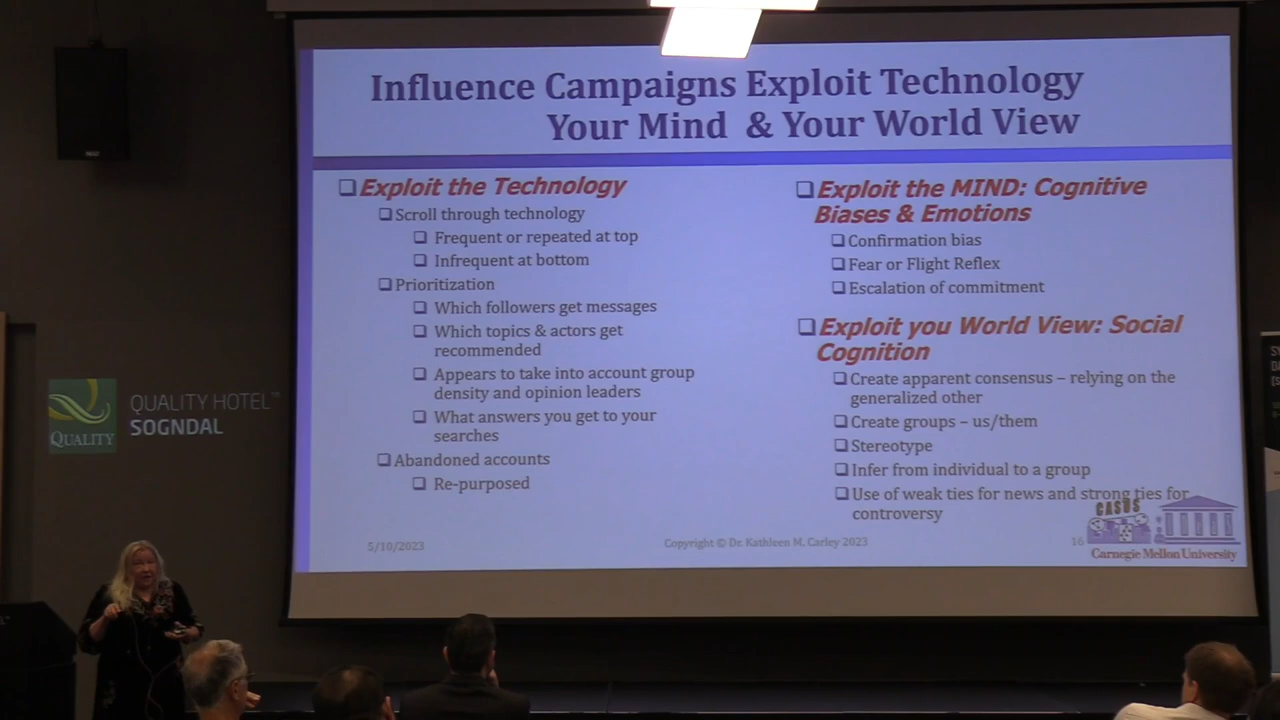 Influence Campaigns Exploit Technology
Your Mind & Your World View
Exploit the Technology
Scroll through technology
Frequent or repeated at top
Infrequent at bottom
Prioritization
Which followers get messages
Which topics & actors get
recommended
Appears to take into account group
density and opinion leaders
What answers you get to your
searches
Abandoned accounts
Re-purposed
Exploit the MIND: Cognitive
Biases & Emotions
Confirmation bias
Fear or Flight Reflex
Escalation of commitment
Exploit you World View: Social
Cognition
Create apparent consensus – relying on the
generalized other
Create groups – us/them
Stereotype
Infer from individual to a group
Use of weak ties for news and strong ties for
controversy
5/10/2023
Copyright © Dr. Kathleen M. Carley 2023
16
CASOS
Carnegie Mellon University
QUALITY
QUALITY HOTEL™
SOGNDAL